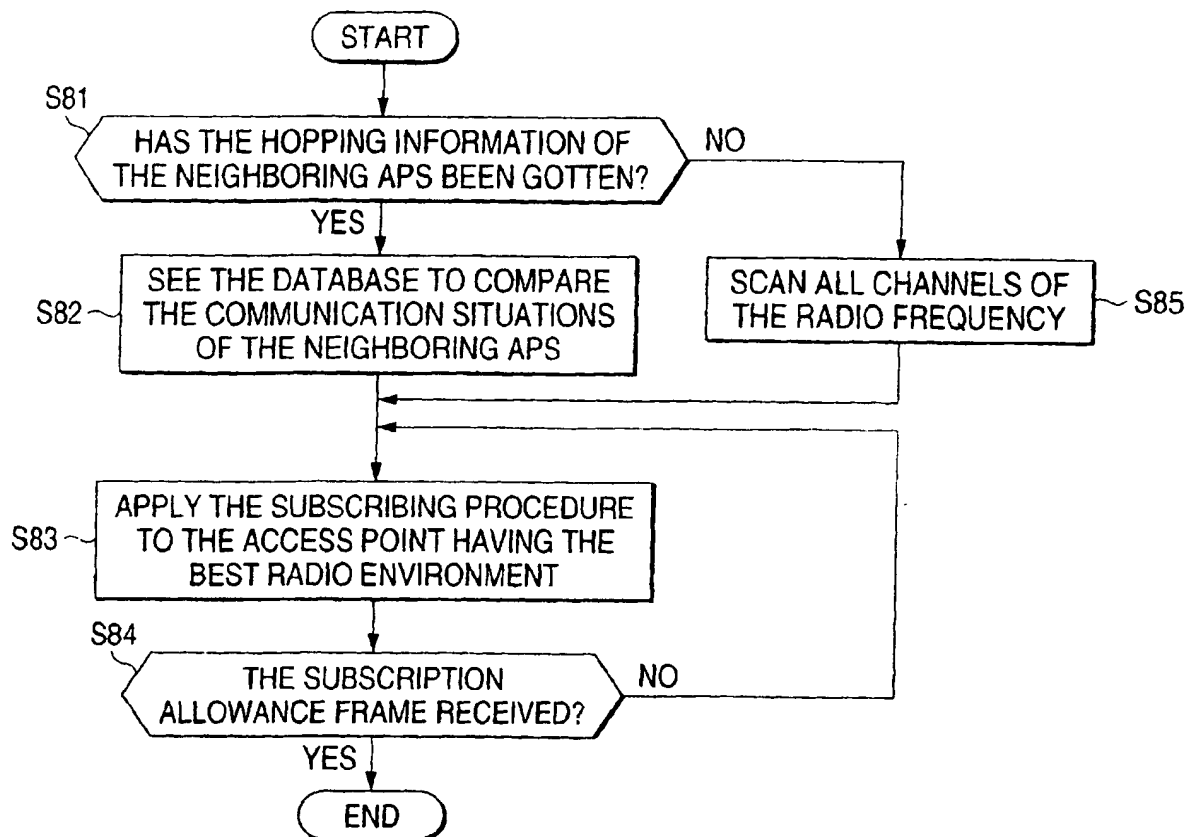 START
S81
HAS THE HOPPING INFORMATION OF
THE NEIGHBORING APS BEEN GOTTEN?
NO
YES
S82
SEE THE DATABASE TO COMPARE
THE COMMUNICATION SITUATIONS
OF THE NEIGHBORING APS
SCAN ALL CHANNELS OF
THE RADIO FREQUENCY
S85
S83
APPLY THE SUBSCRIBING PROCEDURE
TO THE ACCESS POINT HAVING THE
BEST RADIO ENVIRONMENT
S84
THE SUBSCRIPTION
ALLOWANCE FRAME RECEIVED?
NO
YES
END